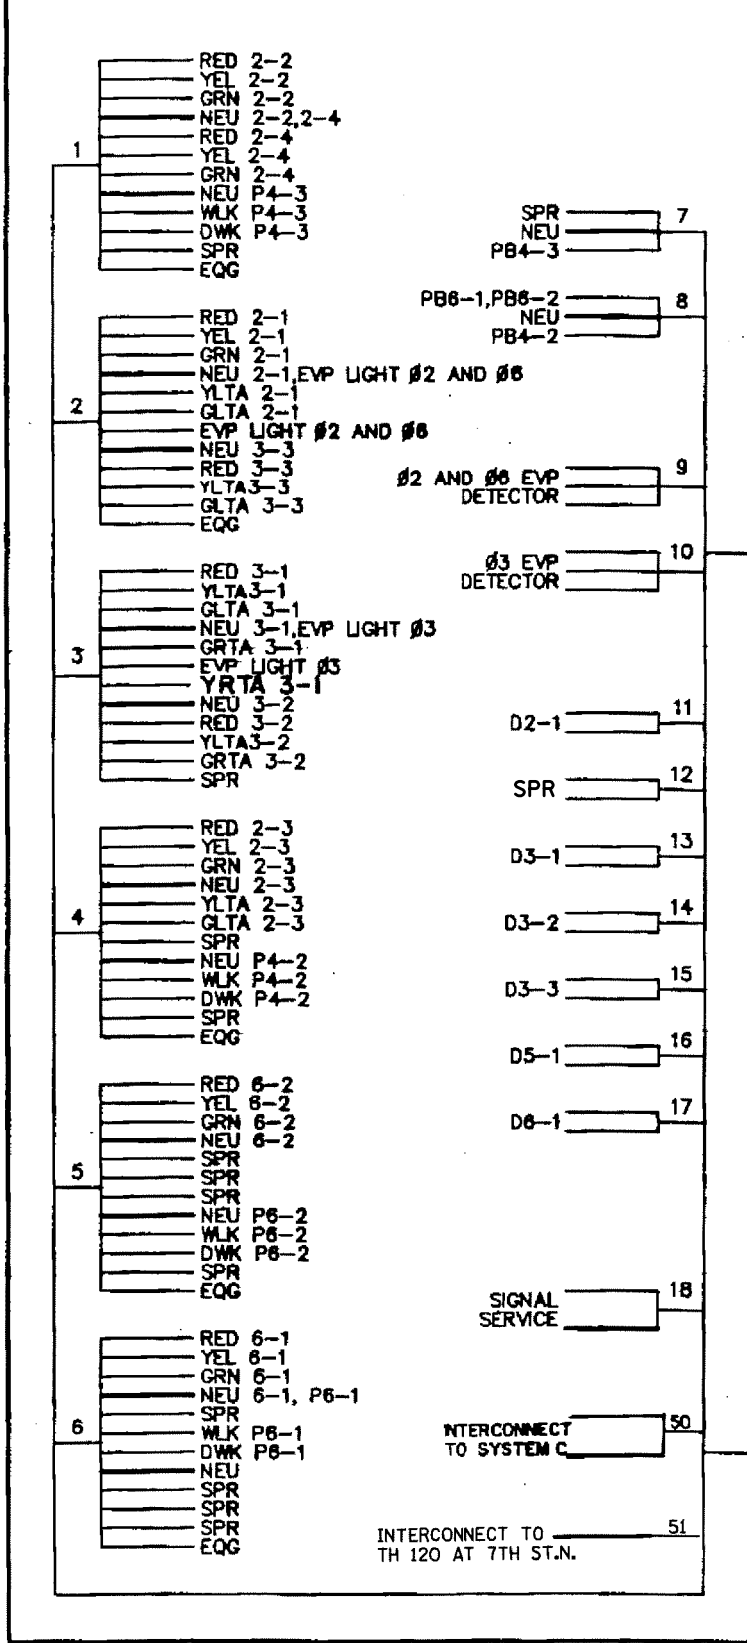 1
RED 2-2
YEL 2-2
GRN 2-2
NEU 2-2,2-4
RED 2-4
YEL 2-4
GRN 2-4
NEU P4-3
WLK P4-3
DWK P4-3
SPR
EQG
2
RED 2-1
YEL 2-1
GRN 2-1
NEU 2-1,EVP LIGHT Ø2 AND Ø6
YLTA 2-1
GLTA 2-1
EVP LIGHT Ø2 AND Ø6
NEU 3-3
RED 3-3
YLTA3-3
GLTA 3-3
EQG
3
RED 3-1
YLTA3-1
GLTA 3-1
NEU 3-1,EVP LIGHT Ø3
GRTA 3-1
EVP LIGHT Ø3
YRTA 3-1
NEU 3-2
RED 3-2
YLTA3-2
GRTA 3-2
SPR
4
RED 2-3
YEL 2-3
GRN 2-3
NEU 2-3
YLTA 2-3
GLTA 2-3
SPR
NEU P4-2
WLK P4-2
DWK P4-2
SPR
EQG
5
RED 6-2
YEL 6-2
GRN 6-2
NEU 6-2
SPR
SPR
SPR
NEU P6-2
WLK P6-2
DWK P6-2
SPR
EQG
6
RED 6-1
YEL 6-1
GRN 6-1
NEU 6-1, P6-1
SPR
WLK P6-1
DWK P6-1
NEU
SPR
SPR
SPR
EQG
SPR
NEU
PB4-3
7
PB6-1,PB6-2
NEU
PB4-2
8
Ø2 AND Ø6 EVP
DETECTOR
9
Ø3 EVP
DETECTOR
10
D2-1
11
SPR
12
D3-1
13
D3-2
14
D3-3
15
D5-1
16
D6-1
17
SIGNAL
SERVICE
18
INTERCONNECT
TO SYSTEM C
50
INTERCONNECT TO
TH 120 AT 7TH ST.N.
51